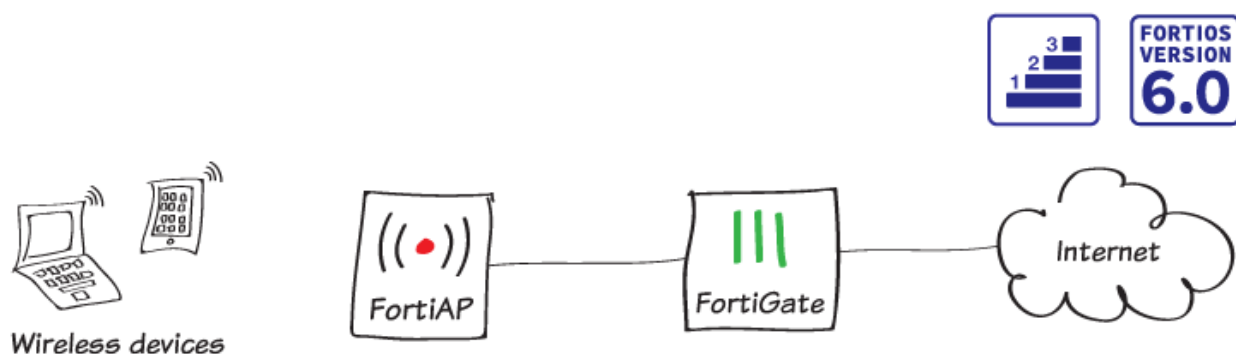 3
2
1
FORTIOS
VERSION
6.0
Internet
FortiAP
FortiGate
Wireless devices